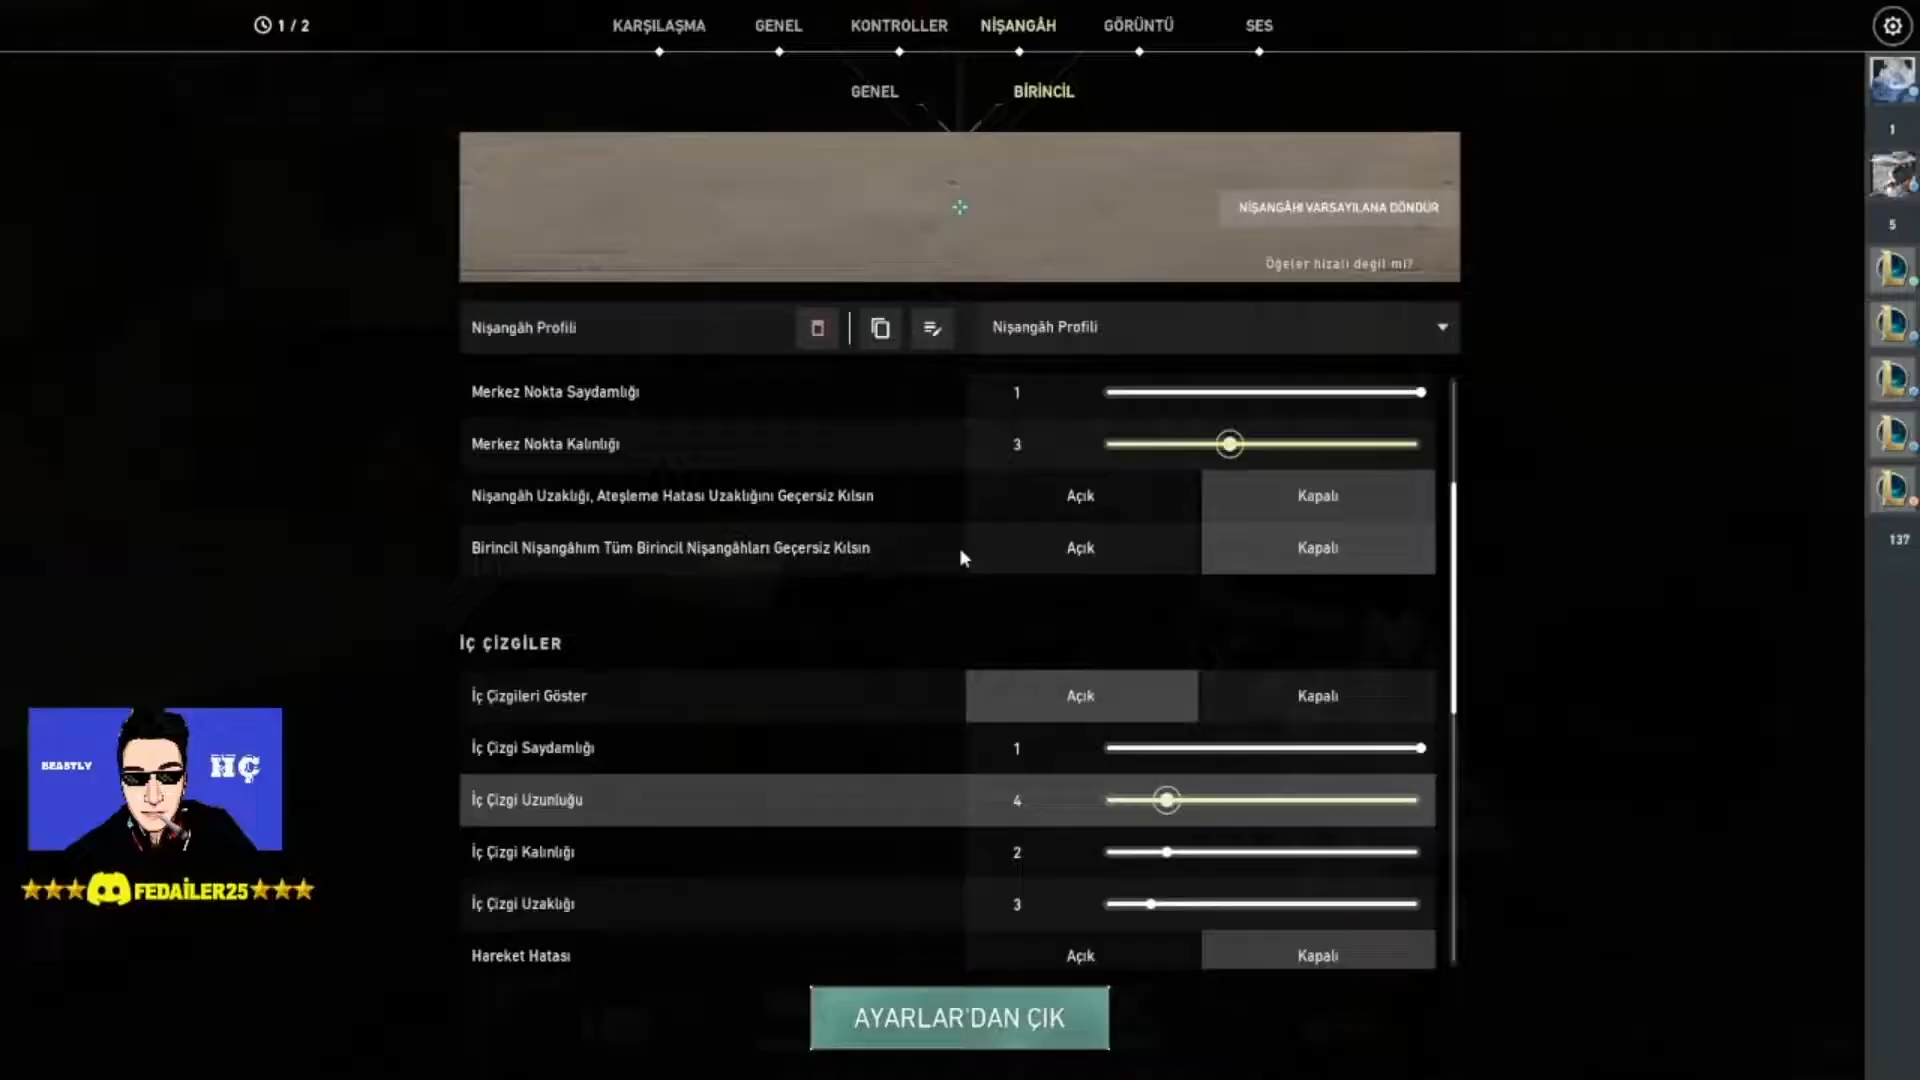 1 / 2
KARŞILAŞMA
GENEL
KONTROLLER
NİŞANGÂH
GÖRÜNTÜ
SES
GENEL
BİRİNCİL
NİŞANGÂHI VARSAYILANA DÖNDÜR
Öğeler hizalı değil mi?
Nişangâh Profili
Nişangâh Profili
Merkez Nokta Saydamlığı 1
Merkez Nokta Kalınlığı 3
Nişangâh Uzaklığı, Ateşleme Hatası Uzaklığını Geçersiz Kılsın Açık Kapalı
Birincil Nişangâhım Tüm Birincil Nişangâhları Geçersiz Kılsın Açık Kapalı
İÇ ÇİZGİLER
İç Çizgileri Göster Açık Kapalı
İç Çizgi Saydamlığı 1
İç Çizgi Uzunluğu 4
İç Çizgi Kalınlığı 2
İç Çizgi Uzaklığı 3
Hareket Hatası Açık Kapalı
AYARLAR'DAN ÇIK
BEASTLY
HÇ
FEDAİLER25
1
5
137